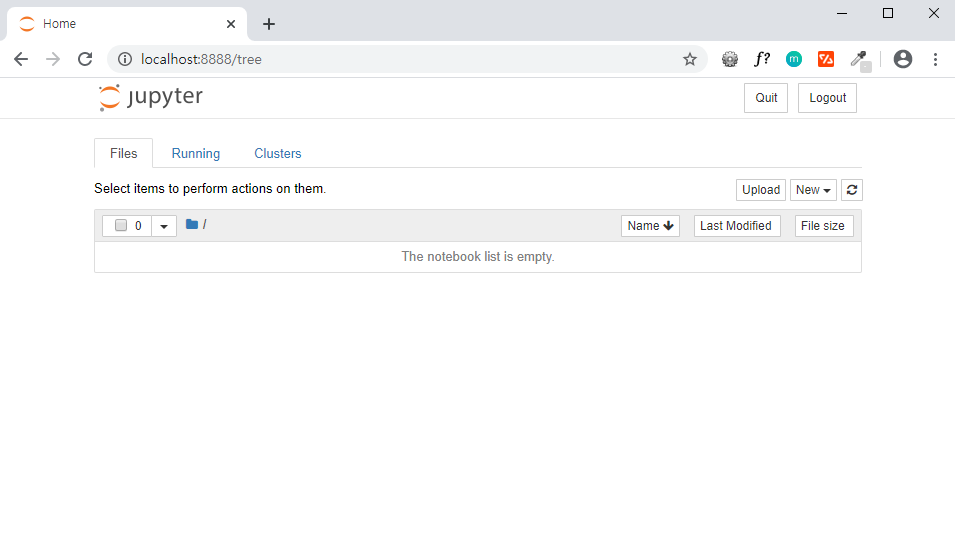 Home
localhost:8888/tree
f?
m
jupyter
Quit
Logout
Files
Running
Clusters
Select items to perform actions on them.
Upload
New
0
/
Name
Last Modified
File size
The notebook list is empty.